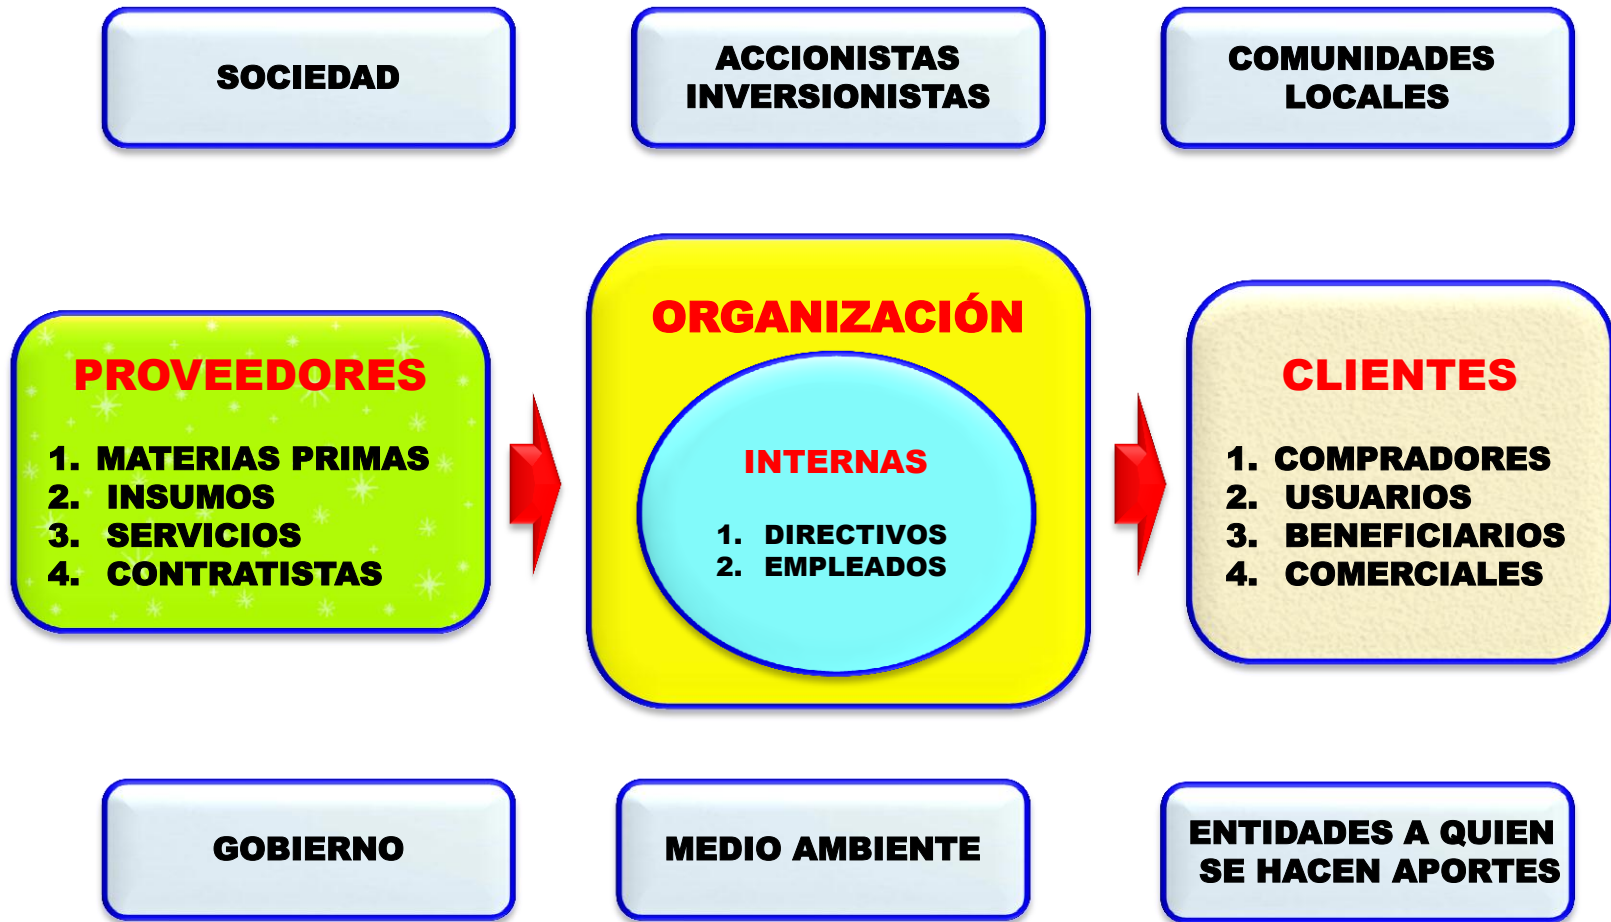 SOCIEDAD
ACCIONISTAS
INVERSIONISTAS
COMUNIDADES
LOCALES
PROVEEDORES
1. MATERIAS PRIMAS
2. INSUMOS
3. SERVICIOS
4. CONTRATISTAS
ORGANIZACIÓN
INTERNAS
1. DIRECTIVOS
2. EMPLEADOS
CLIENTES
1. COMPRADORES
2. USUARIOS
3. BENEFICIARIOS
4. COMERCIALES
GOBIERNO
MEDIO AMBIENTE
ENTIDADES A QUIEN
SE HACEN APORTES